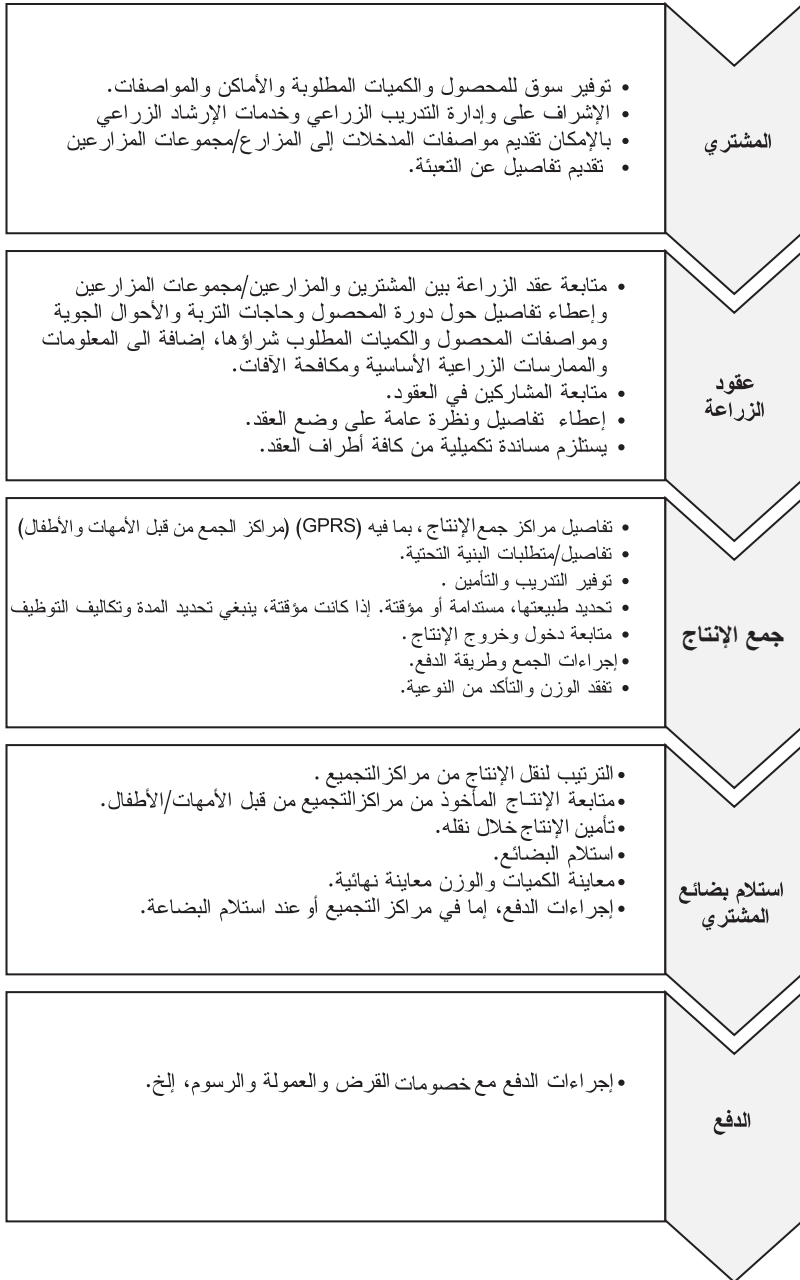 المشتري
• توفير سوق للمحصول والكميات المطلوبة والأماكن والمواصفات.
• الإشراف على وإدارة التدريب الزراعي وخدمات الإرشاد الزراعي
• بالإمكان تقديم مواصفات المدخلات إلى المزارع/مجموعات المزارعين
• تقديم تفاصيل عن التعبئة.
عقود
الزراعة
• متابعة عقد الزراعة بين المشترين والمزارعين/مجموعات المزارعين
وإعطاء تفاصيل حول دورة المحصول وحاجات التربة والأحوال الجوية
ومواصفات المحصول والكميات المطلوب شراؤها، إضافة الى المعلومات
والممارسات الزراعية الأساسية ومكافحة الآفات.
• متابعة المشاركين في العقود.
• إعطاء تفاصيل ونظرة عامة على وضع العقد.
• يستلزم مساندة تكميلية من كافة أطراف العقد.
جمع الإنتاج
• تفاصيل مراكز جمع الإنتاج، بما فيه (GPRS) (مراكز الجمع من قبل الأمهات والأطفال)
• تفاصيل/متطلبات البنية التحتية.
• توفير التدريب والتأمين .
• تحديد طبيعتها، مستدامة أو مؤقتة. إذا كانت مؤقتة، ينبغي تحديد المدة وتكاليف التوظيف
• متابعة دخول وخروج الإنتاج .
• إجراءات الجمع وطريقة الدفع.
• تفقد الوزن والتأكد من النوعية.
استلام بضائع
المشتري
• الترتيب لنقل الإنتاج من مراكز التجميع .
• متابعة الإنتاج المأخوذ من مراكز التجميع من قبل الأمهات/الأطفال.
• تأمين الإنتاج خلال نقله.
• استلام البضائع.
• معاينة الكميات والوزن معاينة نهائية.
• إجراءات الدفع، إما في مراكز التجميع أو عند استلام البضاعة.
الدفع
• إجراءات الدفع مع خصومات القرض والعمولة والرسوم، إلخ.